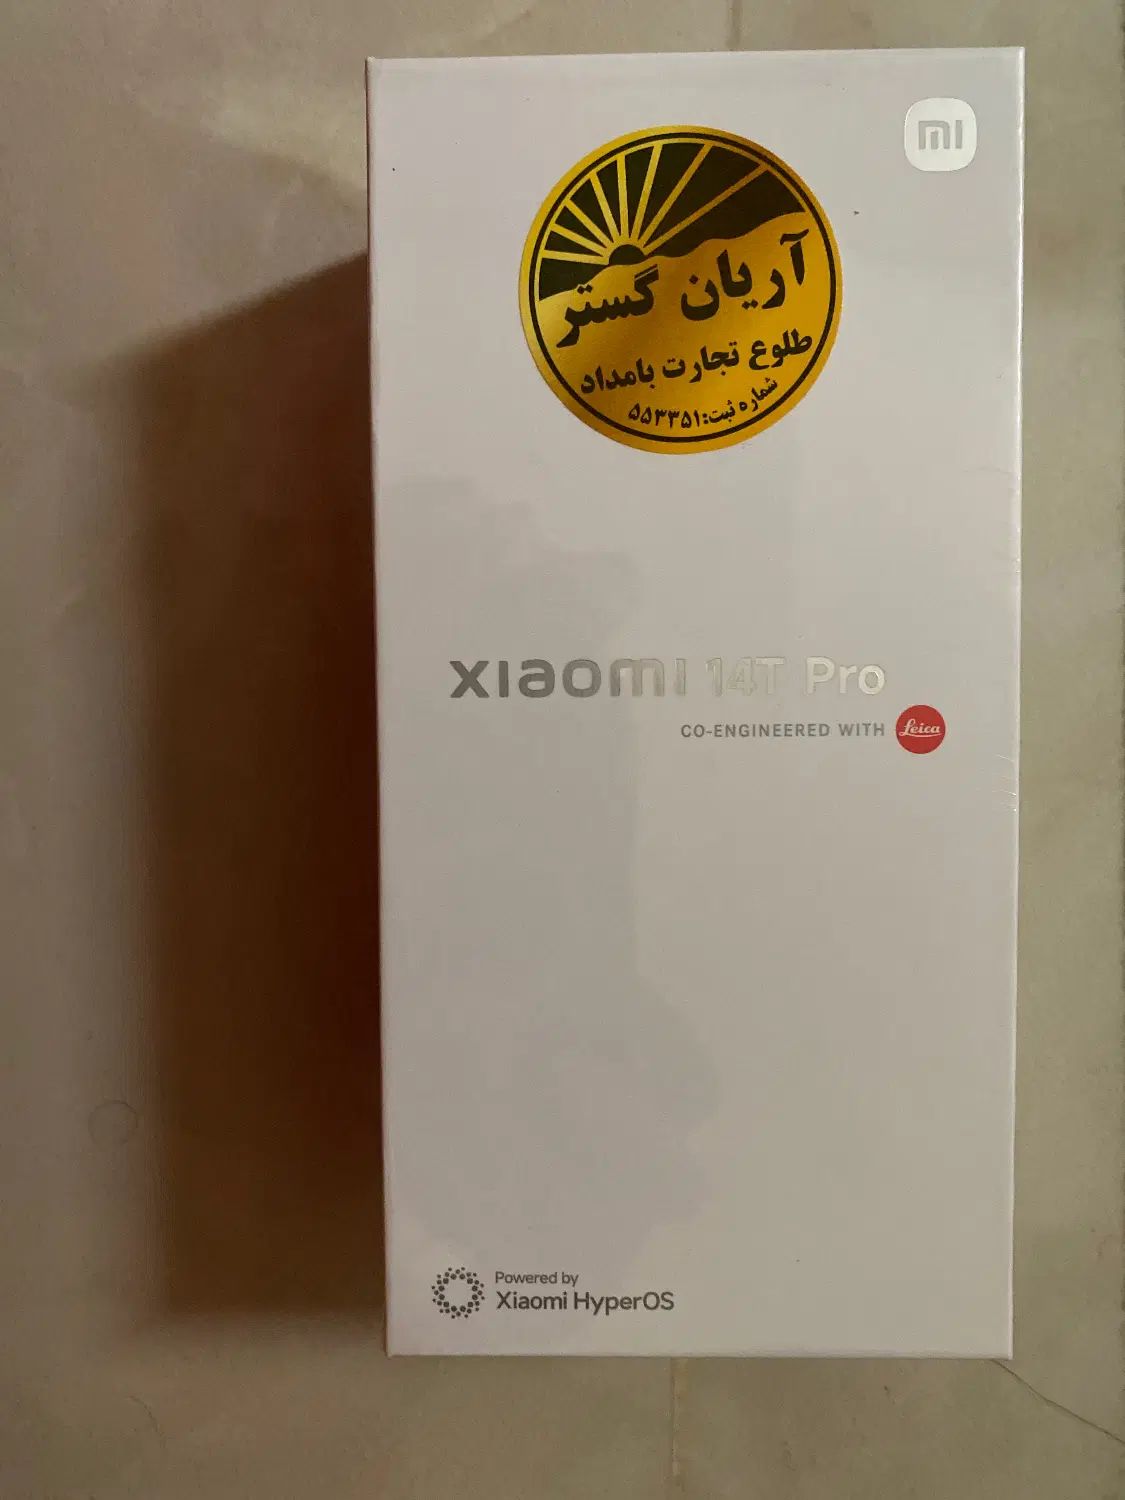 mi
آریان گستر
طلوع تجارت بامداد
شماره ثبت: ۵۵۳۳۵۱
xiaomi 14T Pro
CO-ENGINEERED WITH Leica
Powered by
Xiaomi HyperOS